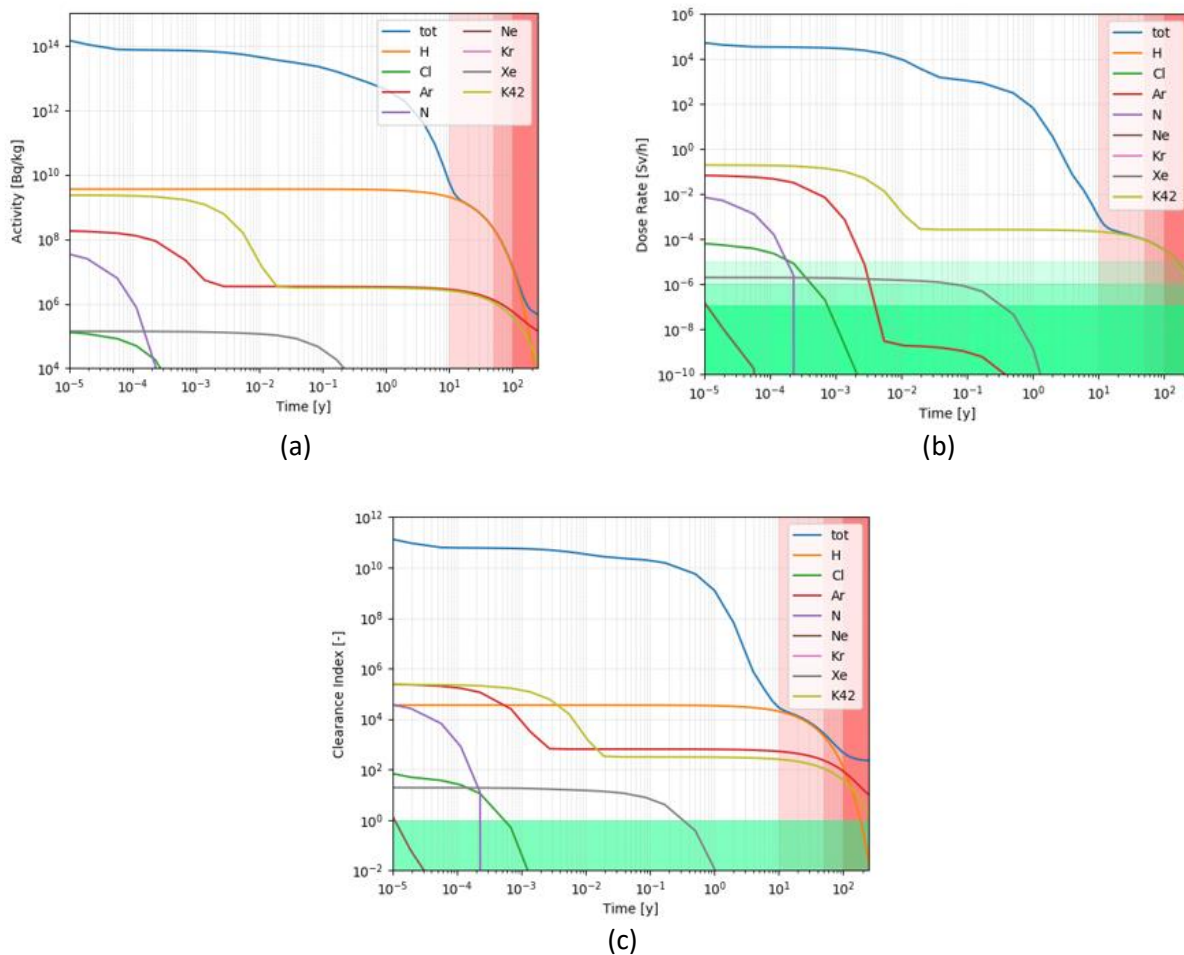 10^14
10^12
10^10
10^8
10^6
10^4
Activity [Bq/kg]
10^-5 10^-4 10^-3 10^-2 10^-1 10^0 10^1 10^2
Time [y]
tot
H
Cl
Ar
N
Ne
Kr
Xe
K42
(a)
10^6
10^4
10^2
10^0
10^-2
10^-4
10^-6
10^-8
10^-10
Dose Rate [Sv/h]
10^-5 10^-4 10^-3 10^-2 10^-1 10^0 10^1 10^2
Time [y]
tot
H
Cl
Ar
N
Ne
Kr
Xe
K42
(b)
10^12
10^10
10^8
10^6
10^4
10^2
10^0
10^-2
Clearance Index [-]
10^-5 10^-4 10^-3 10^-2 10^-1 10^0 10^1 10^2
Time [y]
tot
H
Cl
Ar
N
Ne
Kr
Xe
K42
(c)